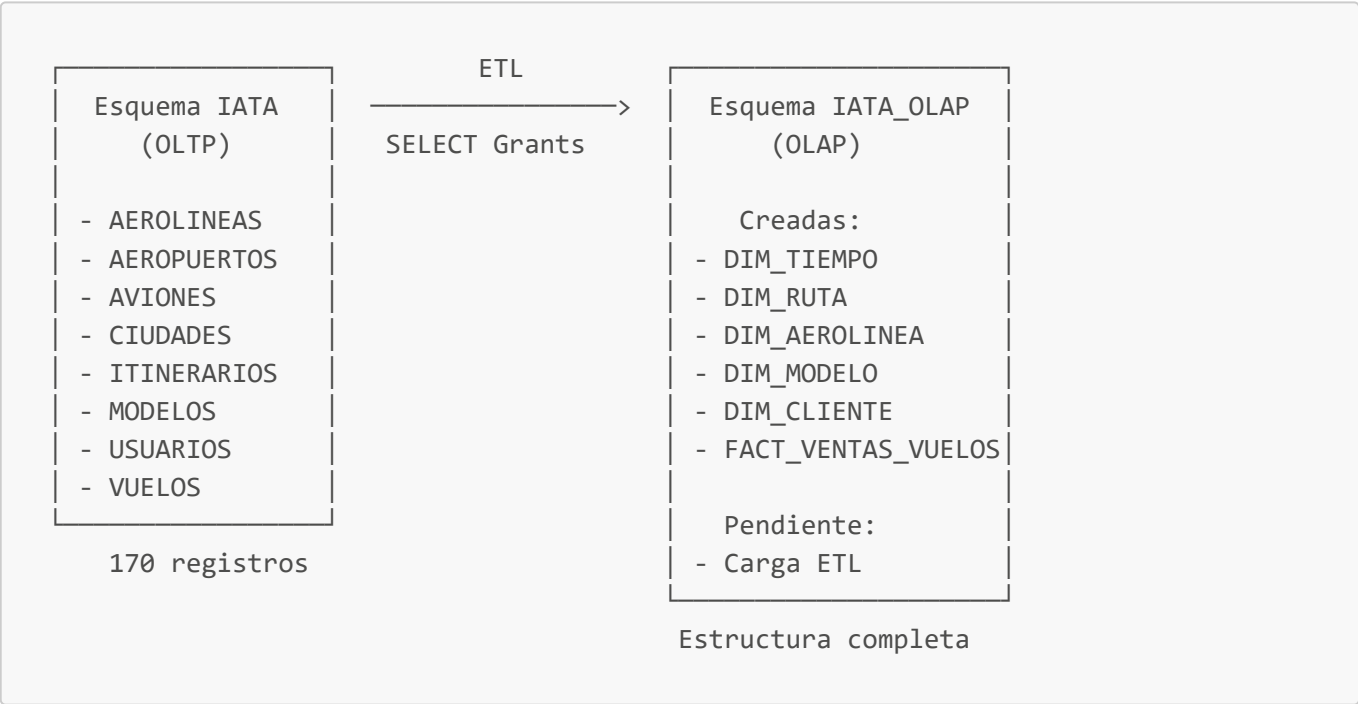 ETL
Esquema IATA
(OLTP)
- AEROLINEAS
- AEROPUERTOS
- AVIONES
- CIUDADES
- ITINERARIOS
- MODELOS
- USUARIOS
- VUELOS
170 registros
SELECT Grants
Esquema IATA_OLAP
(OLAP)
Creadas:
- DIM_TIEMPO
- DIM_RUTA
- DIM_AEROLINEA
- DIM_MODELO
- DIM_CLIENTE
- FACT_VENTAS_VUELOS
Pendiente:
- Carga ETL
Estructura completa